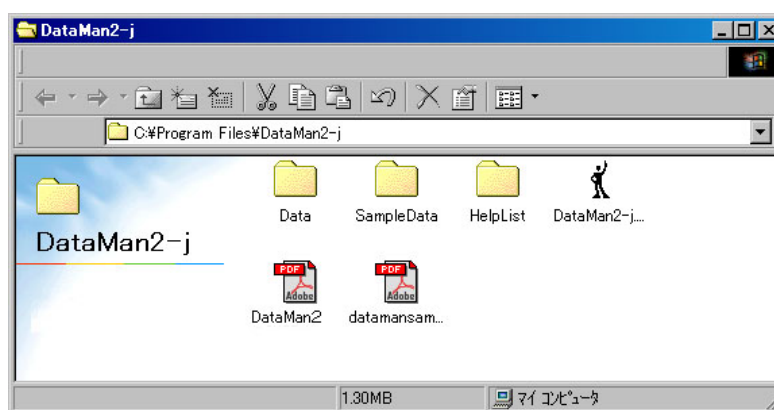 DataMan2-j
C:¥Program Files¥DataMan2-j
DataMan2-j
Data
SampleData
HelpList
DataMan2-j...
PDF
Adobe
DataMan2
PDF
Adobe
datamansam...
1.30MB
マイ コンピュータ